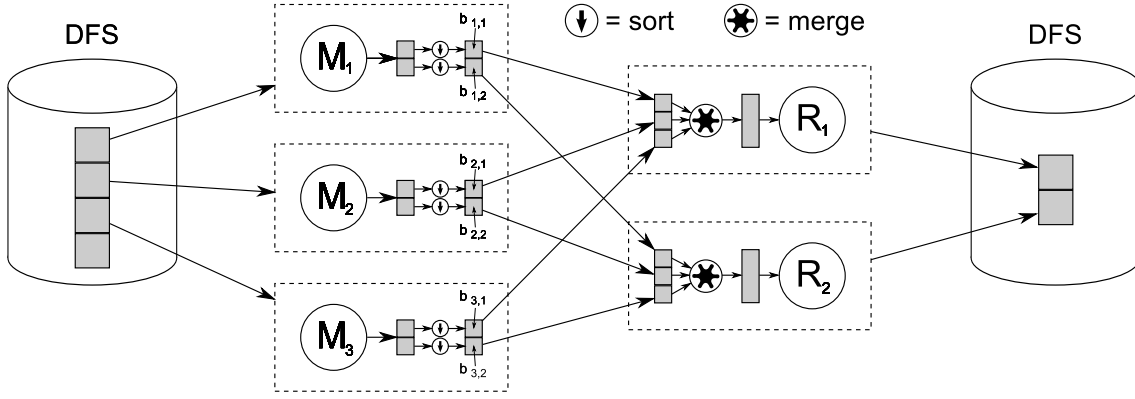 DFS
= sort
= merge
DFS
M1
b1,1
b1,2
M2
b2,1
b2,2
M3
b3,1
b3,2
R1
R2